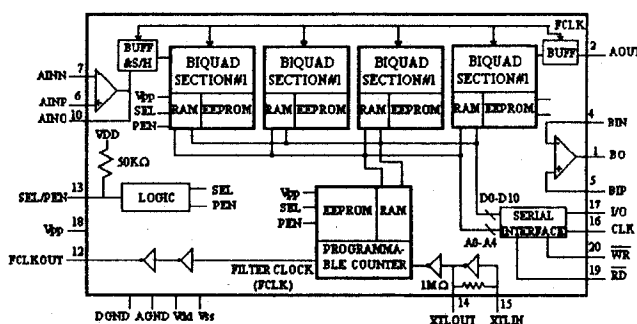 FCLK
BUFF
&S/H
BIQUAD
SECTION#1
RAM
EEPROM
BIQUAD
SECTION#1
RAM
EEPROM
BIQUAD
SECTION#1
RAM
EEPROM
BIQUAD
SECTION#1
RAM
EEPROM
BUFF
2
AOUT
7
AINN
6
AINP
10
AINO
Vpp
SEL
PEN
4
BIN
1
BO
5
BIP
VDD
50KΩ
13
SEL/PEN
LOGIC
SEL
PEN
Vpp
SEL
PEN
EEPROM
RAM
PROGRAMMA-
BLE COUNTER
D0-D10
A0-A4
SERIAL
INTERFACE
17
I/O
16
CLK
20
WR
19
RD
18
Vpp
12
FCLKOUT
FILTER CLOCK
(FCLK)
1MΩ
14
15
DGND
AGND
Vdd
Vss
XTLOUT
XTLIN